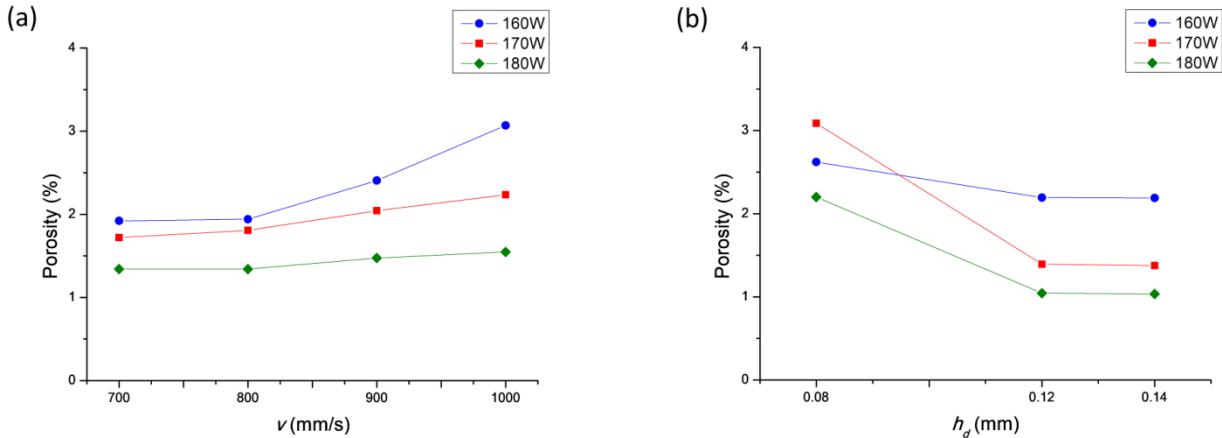 (a)
160W
170W
180W
Porosity (%)
4
3
2
1
0
700 800 900 1000
v (mm/s)
(b)
160W
170W
180W
Porosity (%)
4
3
2
1
0
0.08 0.12 0.14
h_d (mm)